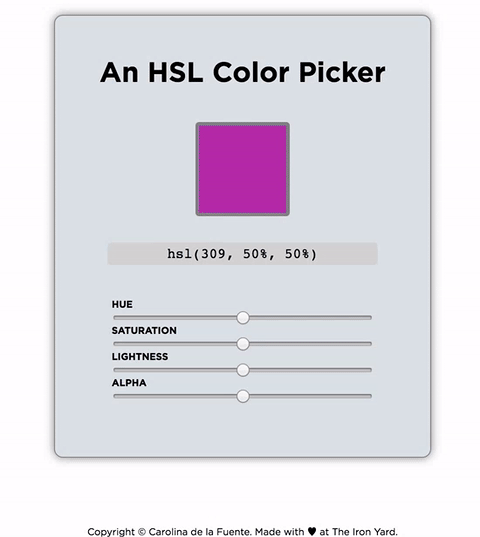 An HSL Color Picker
hsl(309, 50%, 50%)
HUE
SATURATION
LIGHTNESS
ALPHA
Copyright © Carolina de la Fuente. Made with ♥ at The Iron Yard.